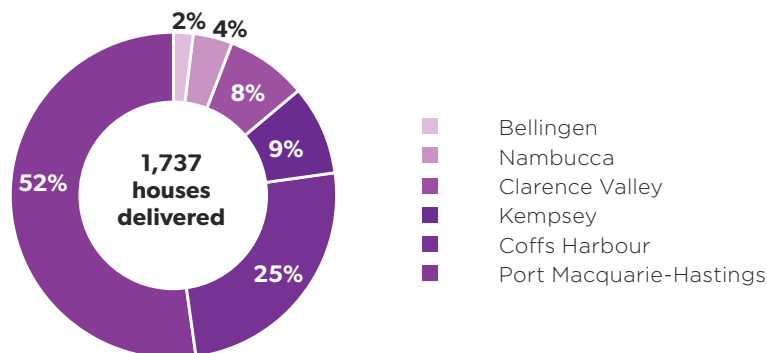 2%
4%
8%
9%
25%
52%
1,737
houses
delivered
Bellingen
Nambucca
Clarence Valley
Kempsey
Coffs Harbour
Port Macquarie-Hastings